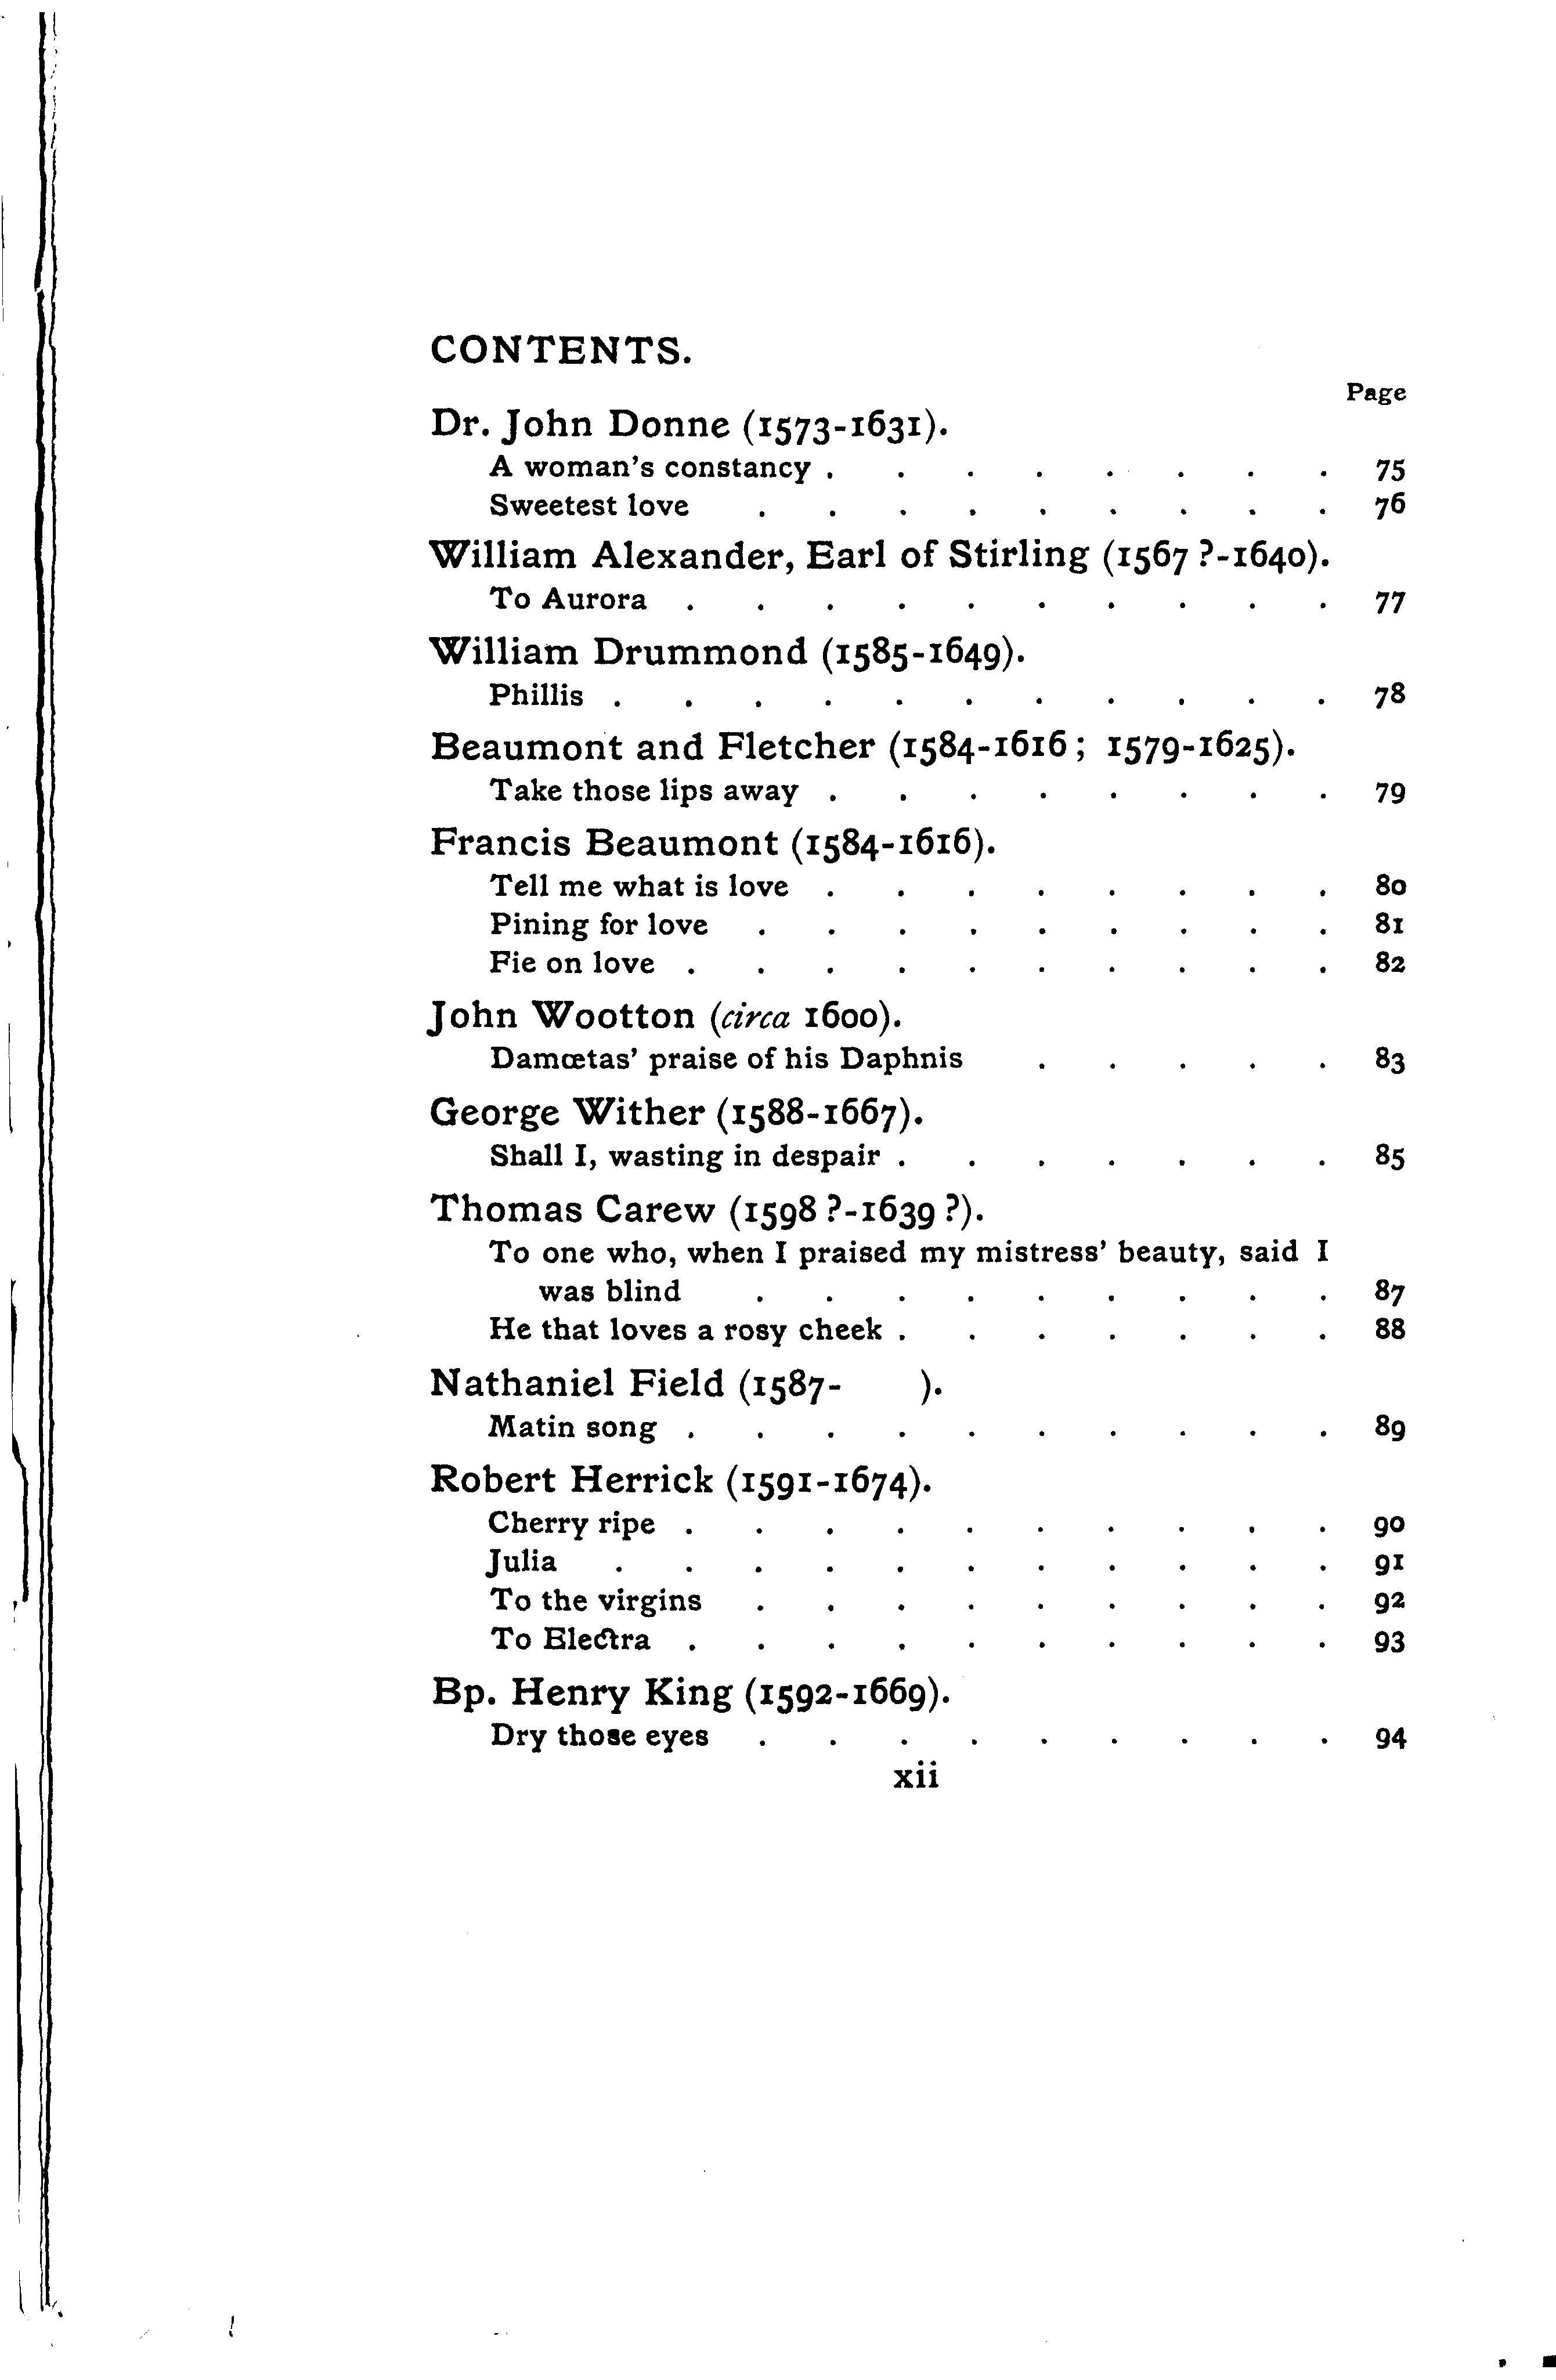 CONTENTS.
Page
Dr. John Donne (1573-1631).
A woman's constancy . . . . . . . . 75
Sweetest love . . . . . . . . . 76
William Alexander, Earl of Stirling (1567 ?-1640).
To Aurora . . . . . . . . . . 77
William Drummond (1585-1649).
Phillis . . . . . . . . . . . 78
Beaumont and Fletcher (1584-1616 ; 1579-1625).
Take those lips away . . . . . . . . 79
Francis Beaumont (1584-1616).
Tell me what is love . . . . . . . . 80
Pining for love . . . . . . . . . 81
Fie on love . . . . . . . . . . 82
John Wootton (circa 1600).
Damœtas' praise of his Daphnis . . . . . 83
George Wither (1588-1667).
Shall I, wasting in despair . . . . . . . 85
Thomas Carew (1598 ?-1639 ?).
To one who, when I praised my mistress' beauty, said I
was blind . . . . . . . . . 87
He that loves a rosy cheek . . . . . . . 88
Nathaniel Field (1587- ).
Matin song . . . . . . . . . . 89
Robert Herrick (1591-1674).
Cherry ripe . . . . . . . . . . 90
Julia . . . . . . . . . . . 91
To the virgins . . . . . . . . . 92
To Electra . . . . . . . . . . 93
Bp. Henry King (1592-1669).
Dry those eyes . . . . . . . . . 94
xii